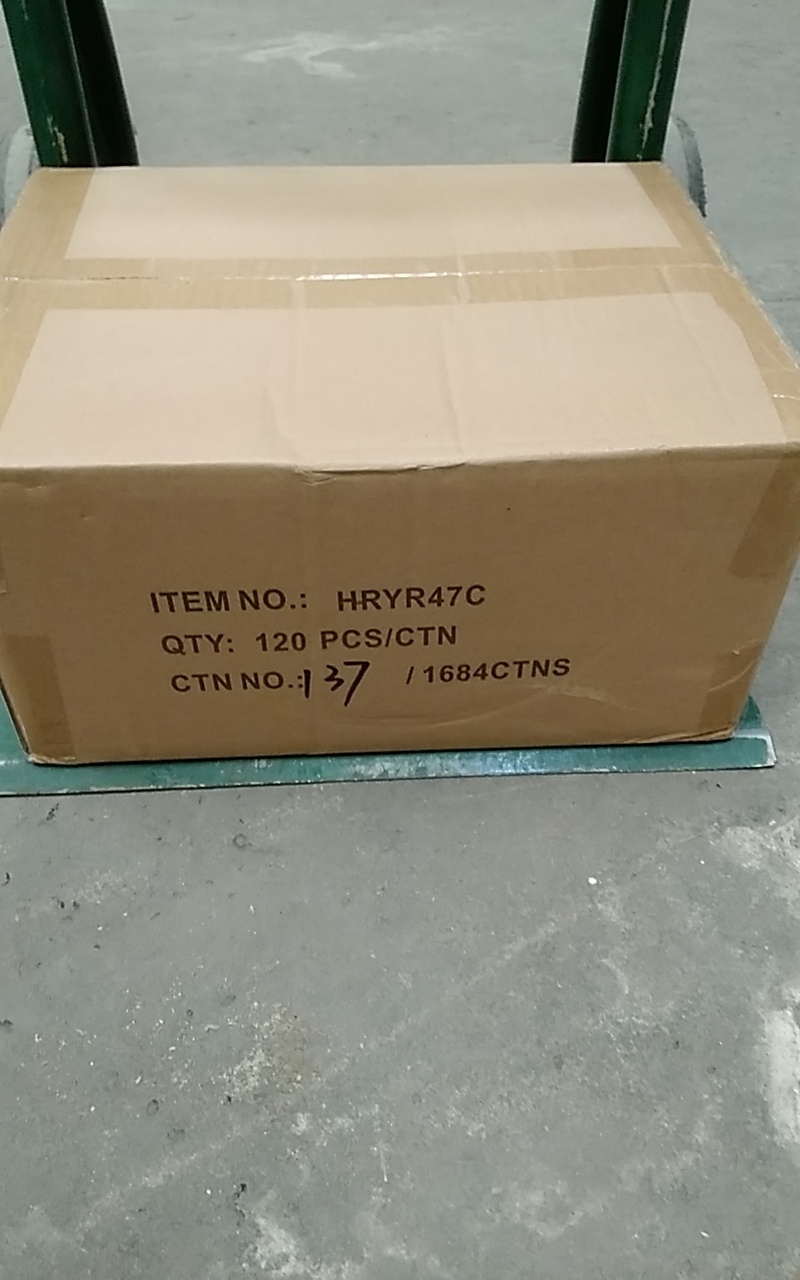 ITEM NO.: HRYR47C
QTY: 120 PCS/CTN
CTN NO.:137 / 1684CTNS